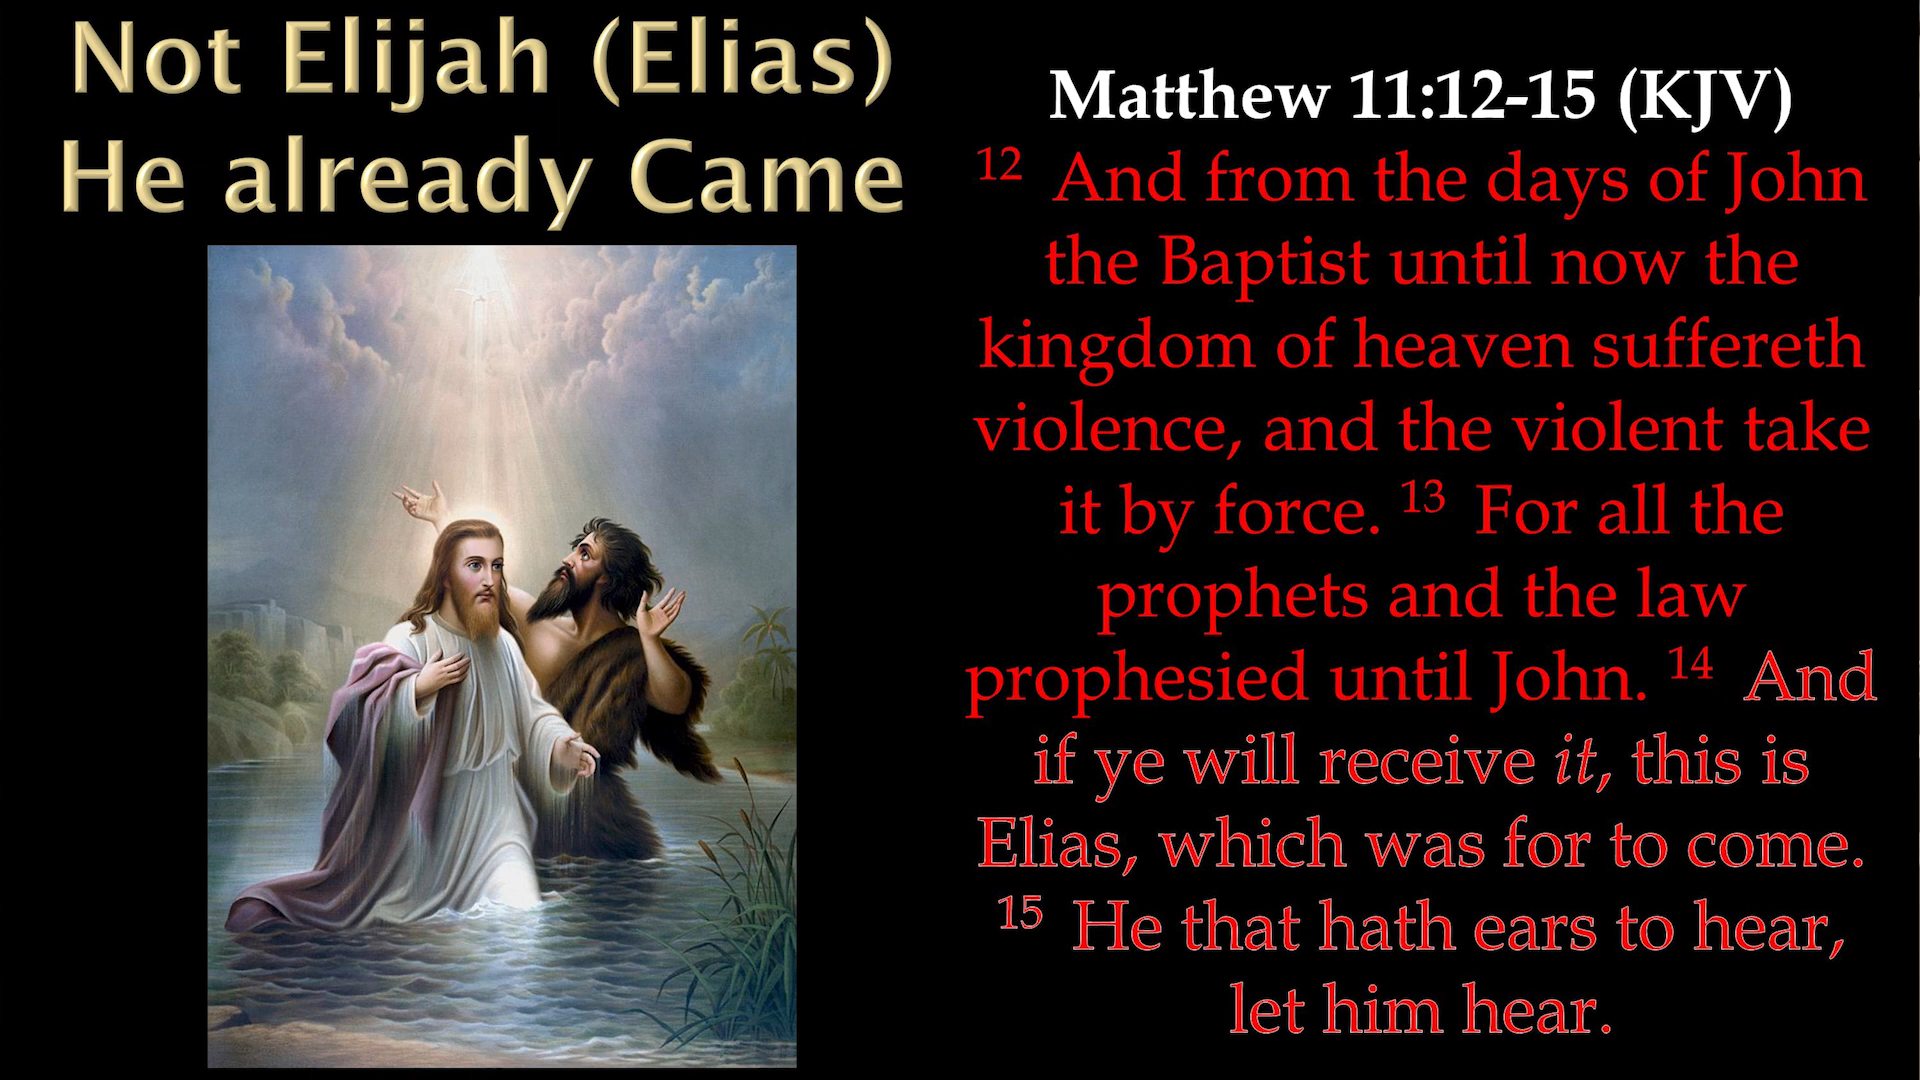 Not Elijah (Elias)
He already Came
Matthew 11:12-15 (KJV)
12 And from the days of John
the Baptist until now the
kingdom of heaven suffereth
violence, and the violent take
it by force. 13 For all the
prophets and the law
prophesied until John. 14 And
if ye will receive it, this is
Elias, which was for to come.
15 He that hath ears to hear,
let him hear.